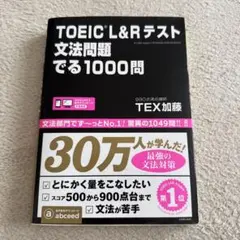 TOEIC® L&Rテスト
文法問題
でる1000問
TEX加藤
文法部門でず〜っとNo.1! 驚異の1049問!!
30万人が学んだ!
最強の
文法対策
とにかく量をこなしたい
スコア500から900点台まで
文法が苦手
第1位
a
abceed